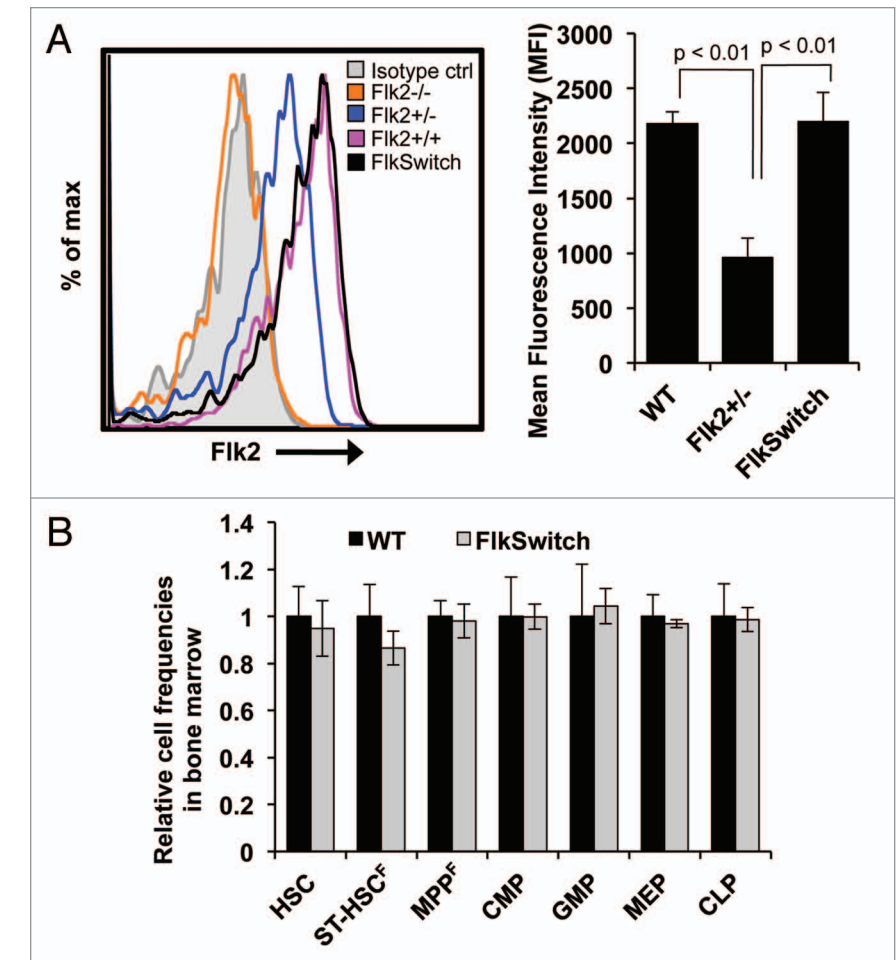 A
% of max
Isotype ctrl
Flk2-/-
Flk2+/-
Flk2+/+
FlkSwitch
Flk2
Mean Fluorescence Intensity (MFI)
3000
2500
2000
1500
1000
500
0
p < 0.01
p < 0.01
WT
Flk2+/-
FlkSwitch
B
Relative cell frequencies
in bone marrow
1.4
1.2
1
0.8
0.6
0.4
0.2
0
WT
FlkSwitch
HSC
ST-HSCF
MPPF
CMP
GMP
MEP
CLP